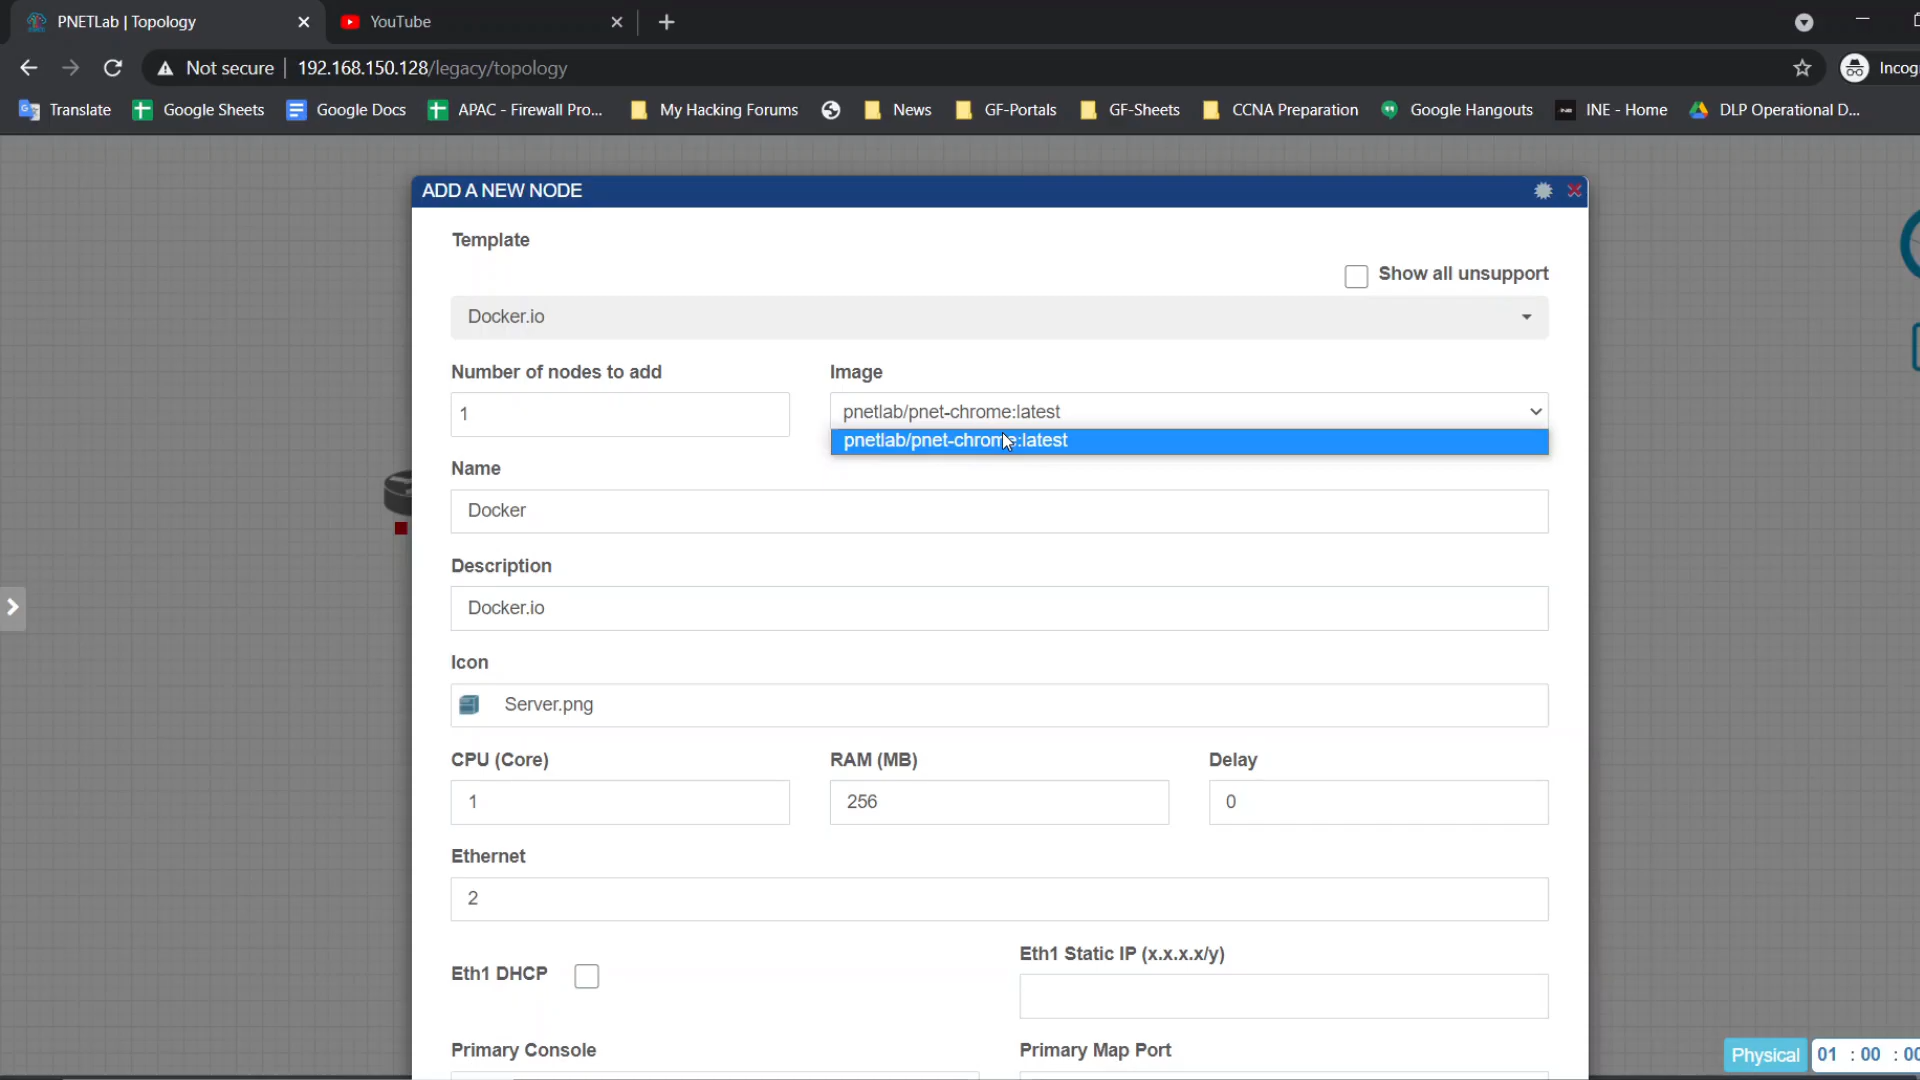 PNETLab | Topology
YouTube
Not secure 192.168.150.128/legacy/topology
Translate Google Sheets Google Docs APAC - Firewall Pro... My Hacking Forums News GF-Portals GF-Sheets CCNA Preparation Google Hangouts INE - Home DLP Operational D...
ADD A NEW NODE
Template
Show all unsupport
Docker.io
Number of nodes to add
Image
1
pnetlab/pnet-chrome:latest
pnetlab/pnet-chrome:latest
Name
Docker
Description
Docker.io
Icon
Server.png
CPU (Core)
RAM (MB)
Delay
1
256
0
Ethernet
2
Eth1 DHCP
Eth1 Static IP (x.x.x.x/y)
Primary Console
Primary Map Port
Physical
01 : 00 : 00